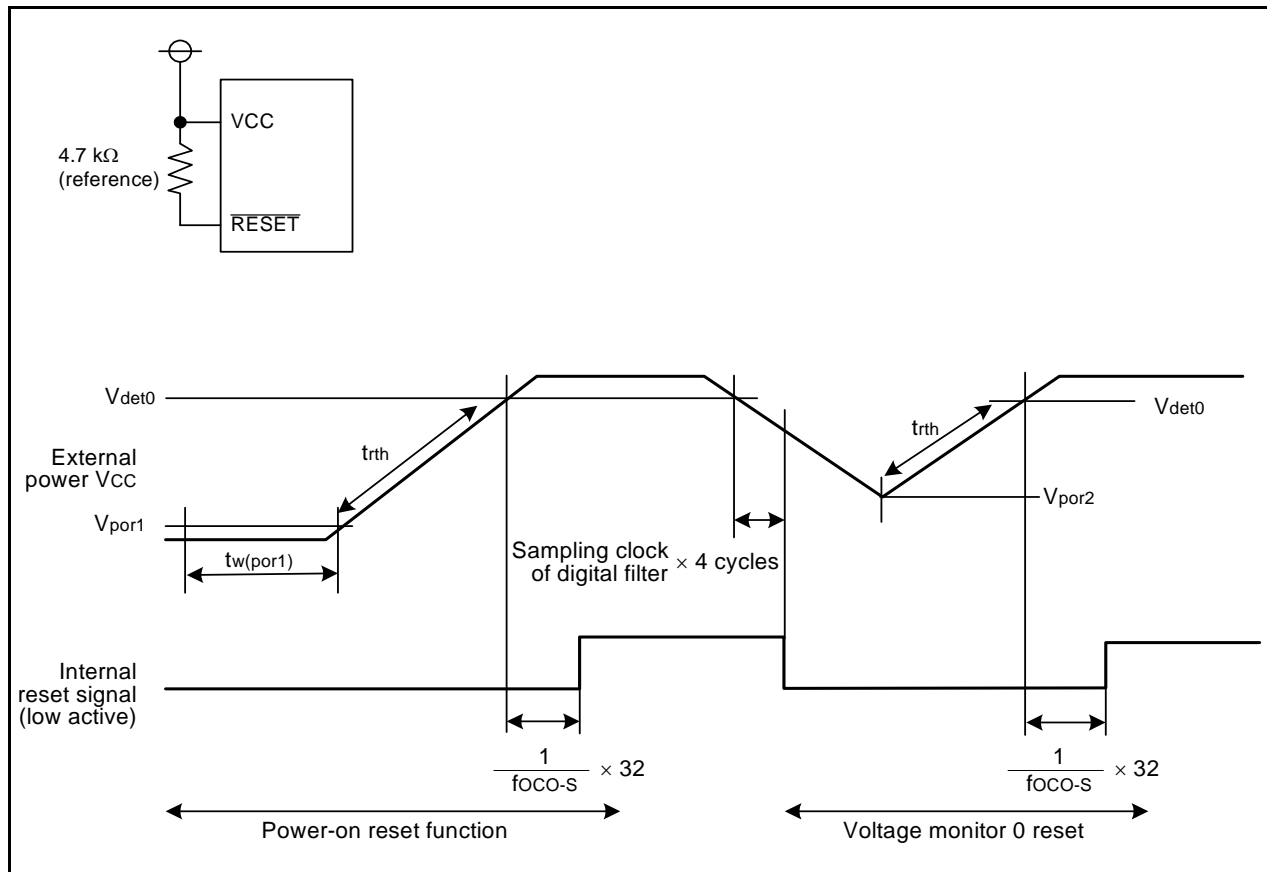 VCC
4.7 kΩ
(reference)
RESET
Vdet0
Vdet0
trth
trth
External
power VCC
Vpor1
Vpor2
tw(por1)
Sampling clock
of digital filter × 4 cycles
Internal
reset signal
(low active)
1
fOCO-S × 32
1
fOCO-S × 32
Power-on reset function
Voltage monitor 0 reset